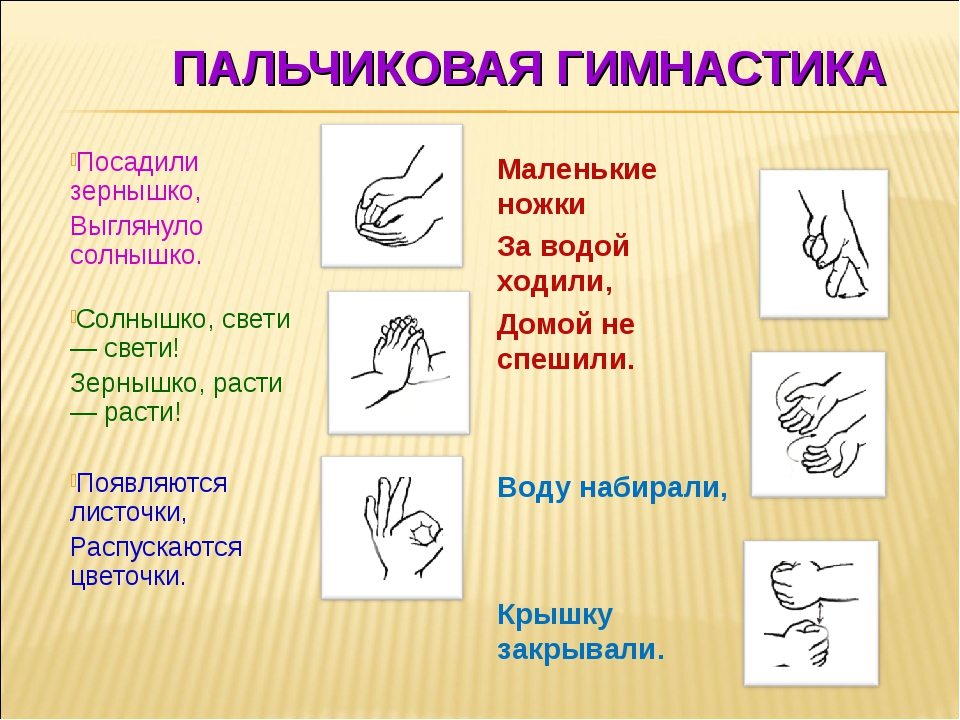 ПАЛЬЧИКОВАЯ ГИМНАСТИКА
Посадили
зернышко,
Выглянуло
солнышко.
Солнышко, свети
— свети!
Зернышко, расти
— расти!
Появляются
листочки,
Распускаются
цветочки.
Маленькие
ножки
За водой
ходили,
Домой не
спешили.
Воду набирали,
Крышку
закрывали.